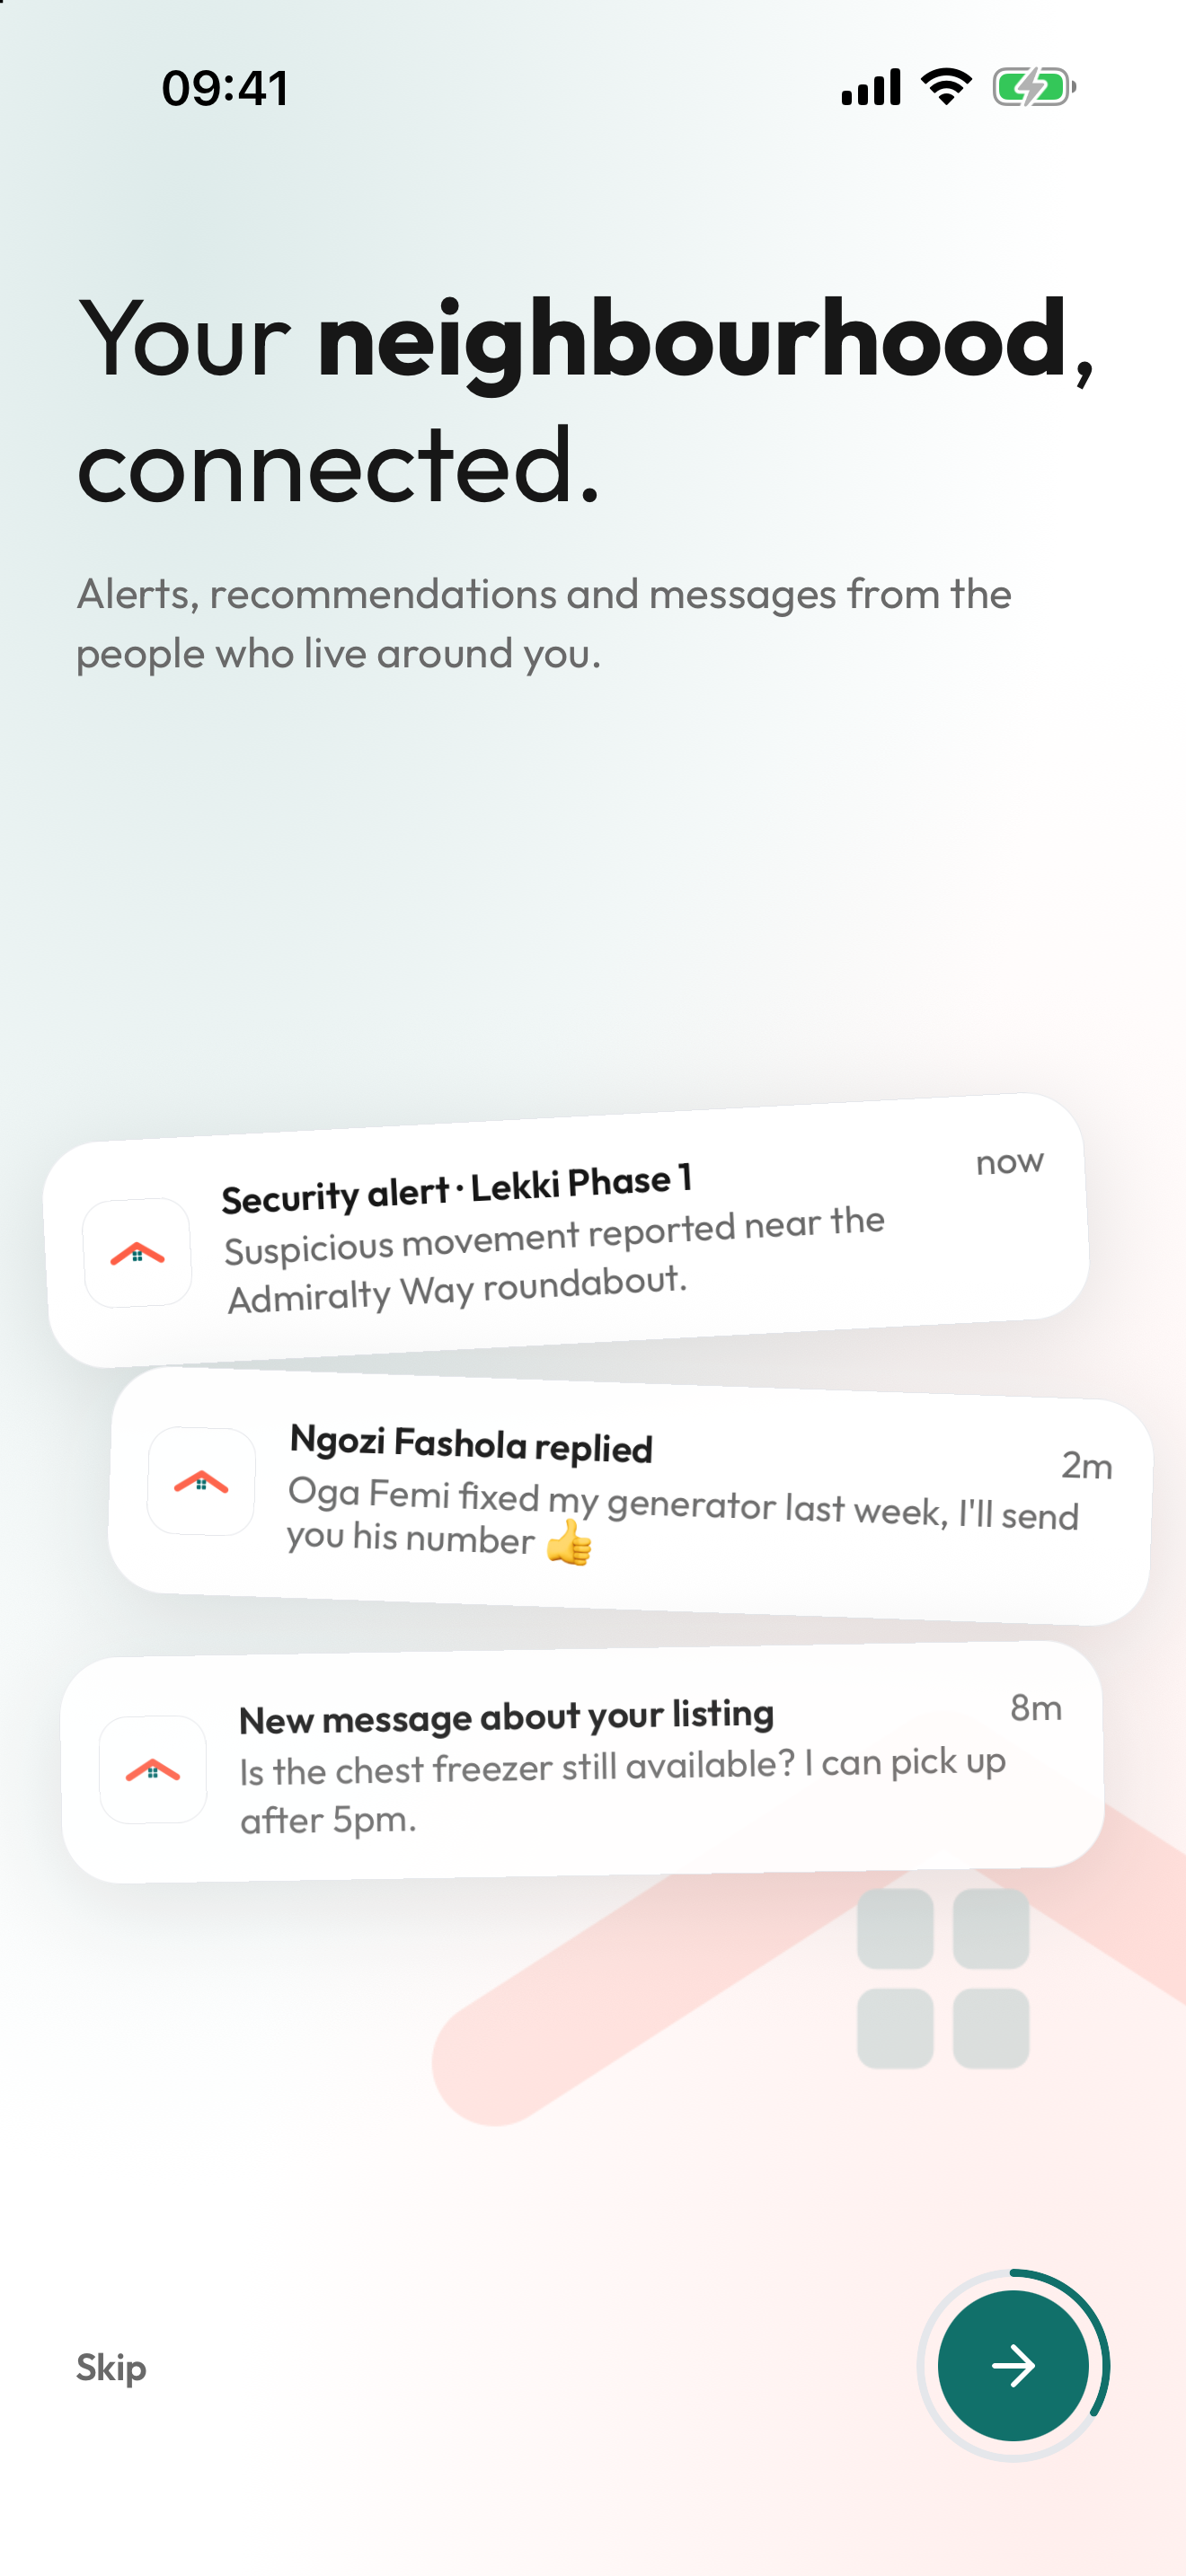 09:41
Your neighbourhood,
connected.
Alerts, recommendations and messages from the
people who live around you.
Security alert · Lekki Phase 1
now
Suspicious movement reported near the
Admiralty Way roundabout.
Ngozi Fashola replied
2m
Oga Femi fixed my generator last week, I'll send
you his number 👍
New message about your listing
8m
Is the chest freezer still available? I can pick up
after 5pm.
Skip